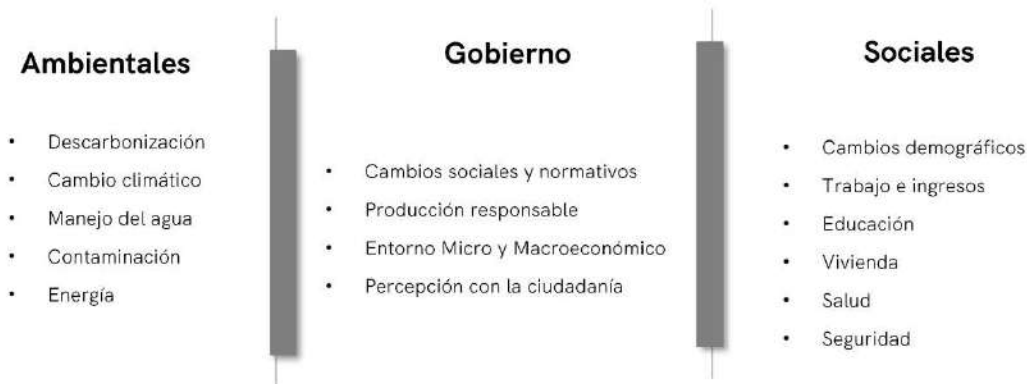 Ambientales
• Descarbonización
• Cambio climático
• Manejo del agua
• Contaminación
• Energía
Gobierno
• Cambios sociales y normativos
• Producción responsable
• Entorno Micro y Macroeconómico
• Percepción con la ciudadanía
Sociales
• Cambios demográficos
• Trabajo e ingresos
• Educación
• Vivienda
• Salud
• Seguridad